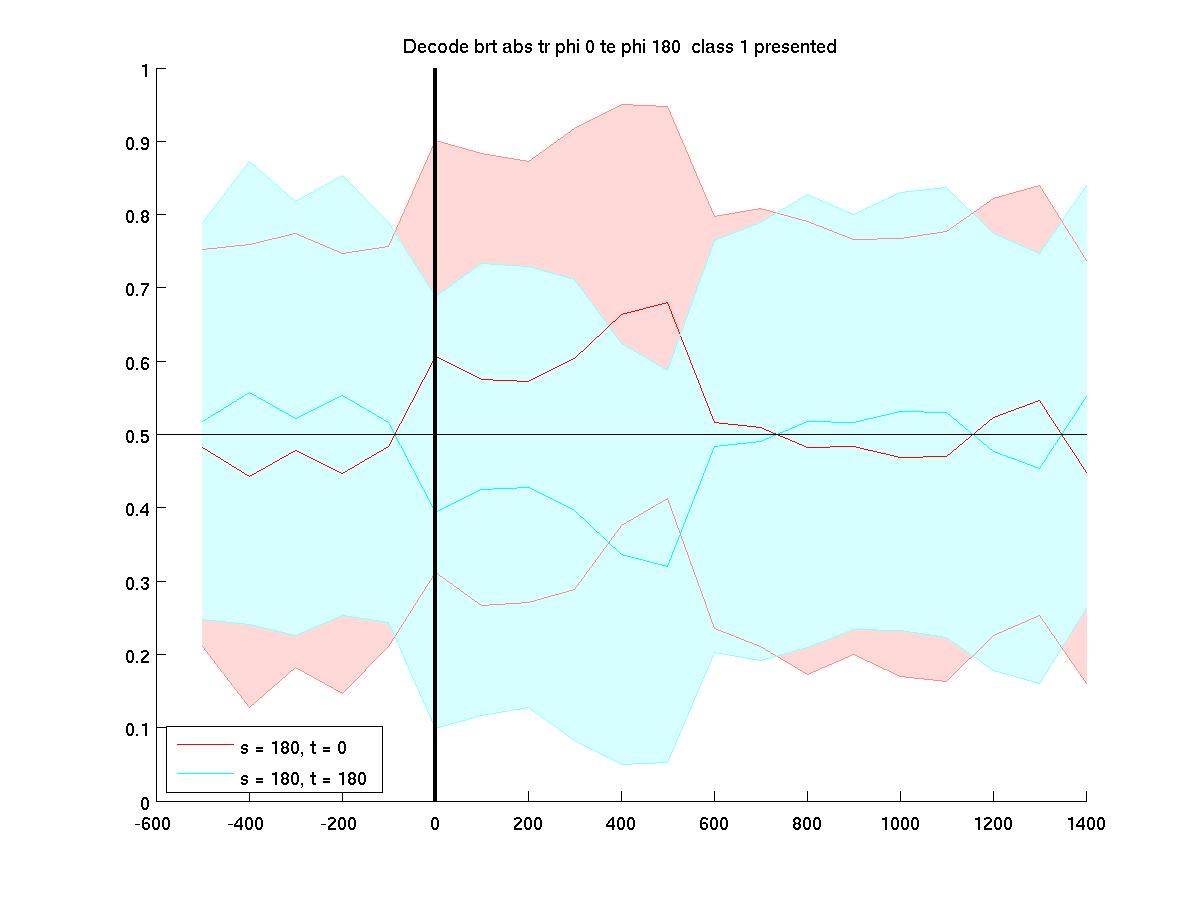 Decode brt abs tr phi 0 te phi 180  class 1 presented
1
0.9
0.8
0.7
0.6
0.5
0.4
0.3
0.2
0.1
0
s = 180, t = 0
s = 180, t = 180
-600 -400 -200 0 200 400 600 800 1000 1200 1400